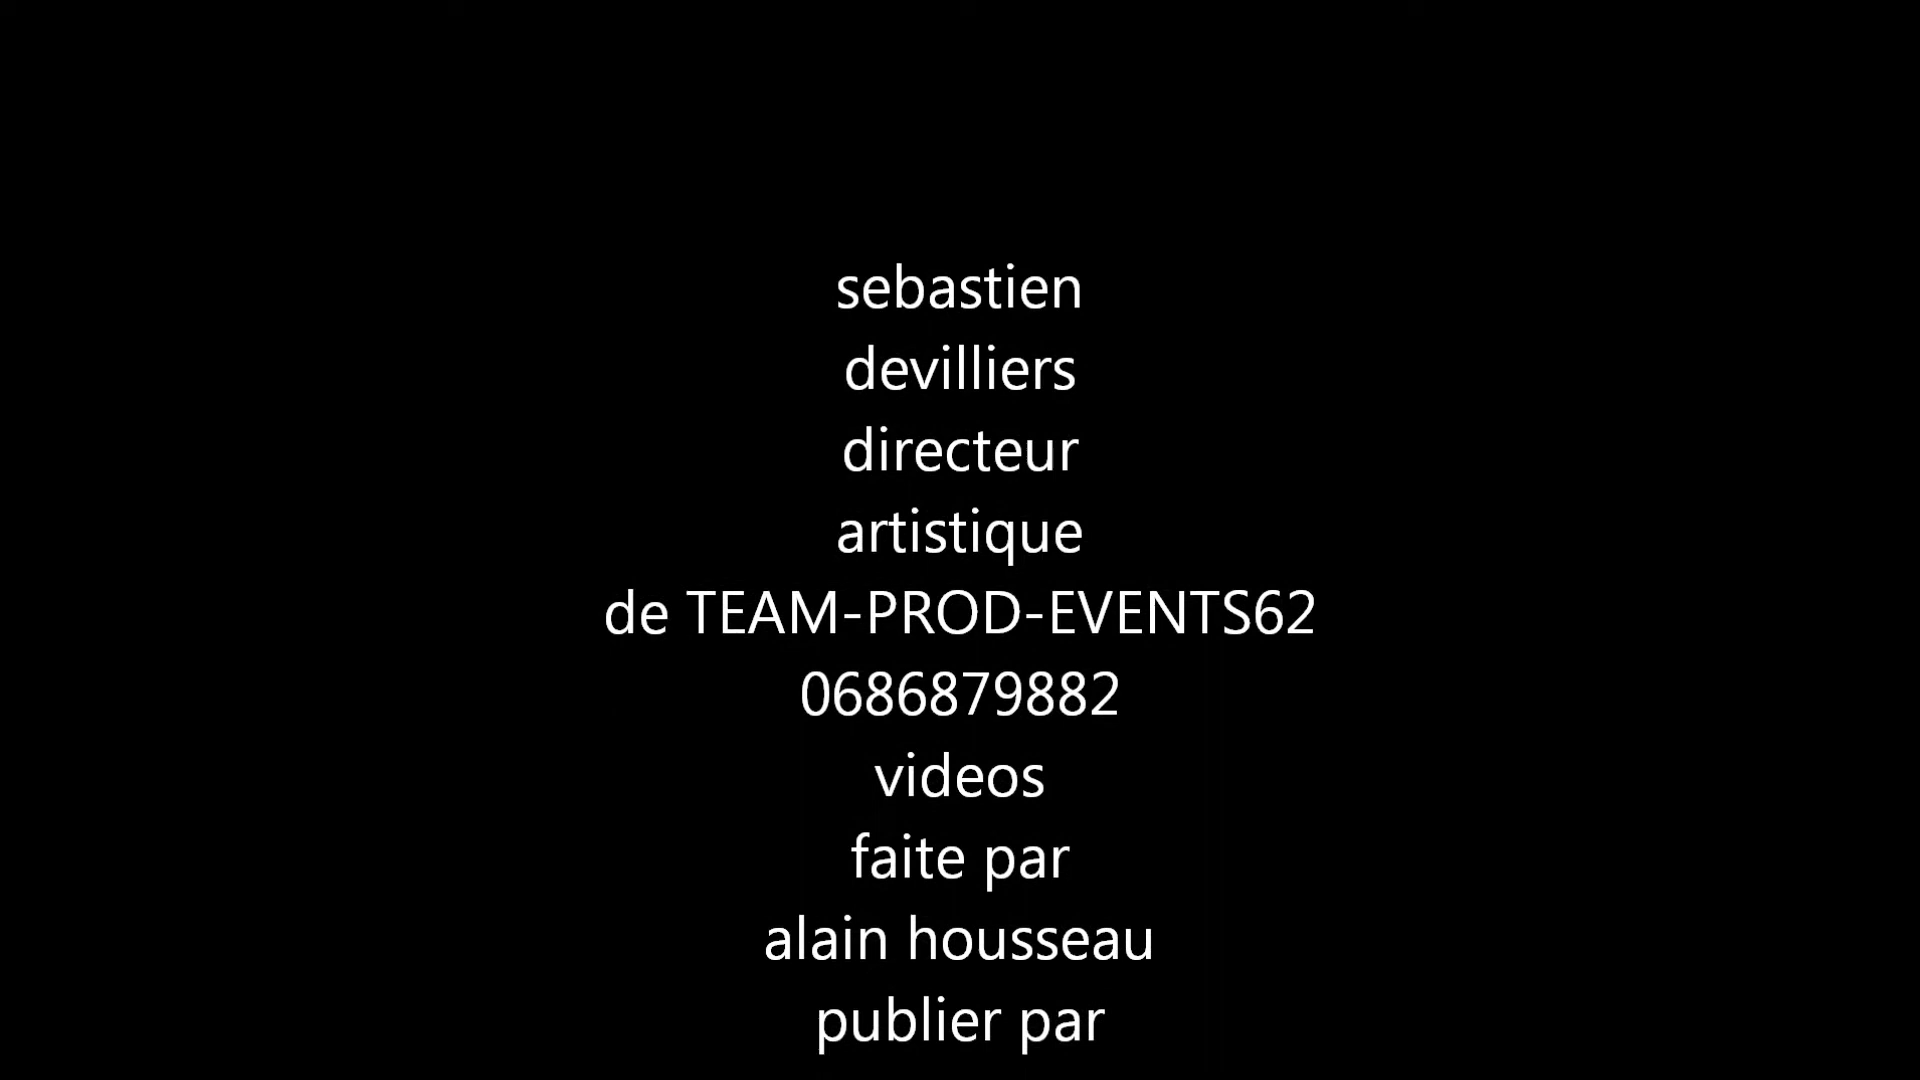 sebastien
devilliers
directeur
artistique
de TEAM-PROD-EVENTS62
0686879882
videos
faite par
alain housseau
publier par